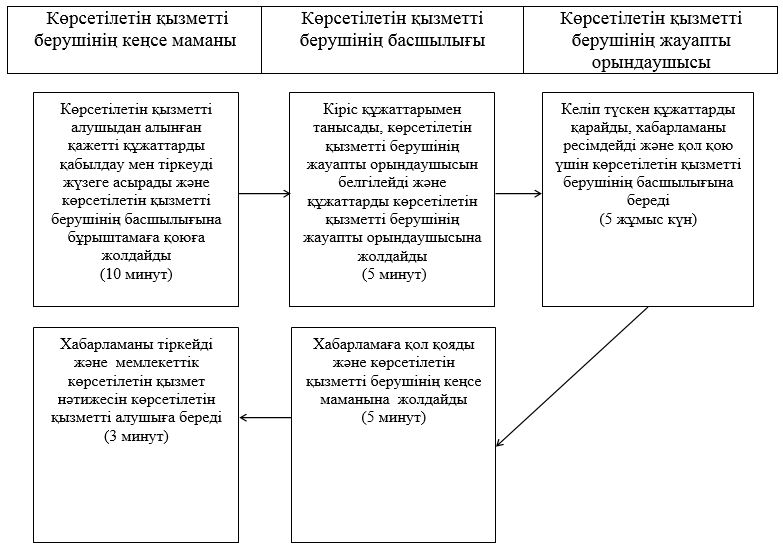 Көрсетілетін қызметті
берушінің кеңсе маманы
Көрсетілетін қызметті
берушінің басшылығы
Көрсетілетін қызметті
берушінің жауапты
орындаушысы
Көрсетілетін қызметті
алушыдан алынған
қажетті құжаттарды
қабылдау мен тіркеуді
жүзеге асырады және
көрсетілетін қызметті
берушінің басшылығына
бұрыштамаға қоюға
жолдайды
(10 минут)
Кіріс құжаттарымен
танысады, көрсетілетін
қызметті берушінің
жауапты орындаушысын
белгілейді және
құжаттарды көрсетілетін
қызметті берушінің
жауапты орындаушысына
жолдайды
(5 минут)
Келіп түскен құжаттарды
қарайды, хабарламаны
ресімдейді және қол қою
үшін көрсетілетін қызметті
берушінің басшылығына
береді
(5 жұмыс күн)
Хабарламаны тіркейді
және мемлекеттік
көрсетілетін қызмет
нәтижесін көрсетілетін
қызметті алушыға береді
(3 минут)
Хабарламаға қол қояды
және көрсетілетін
қызметті берушінің кеңсе
маманына жолдайды
(5 минут)